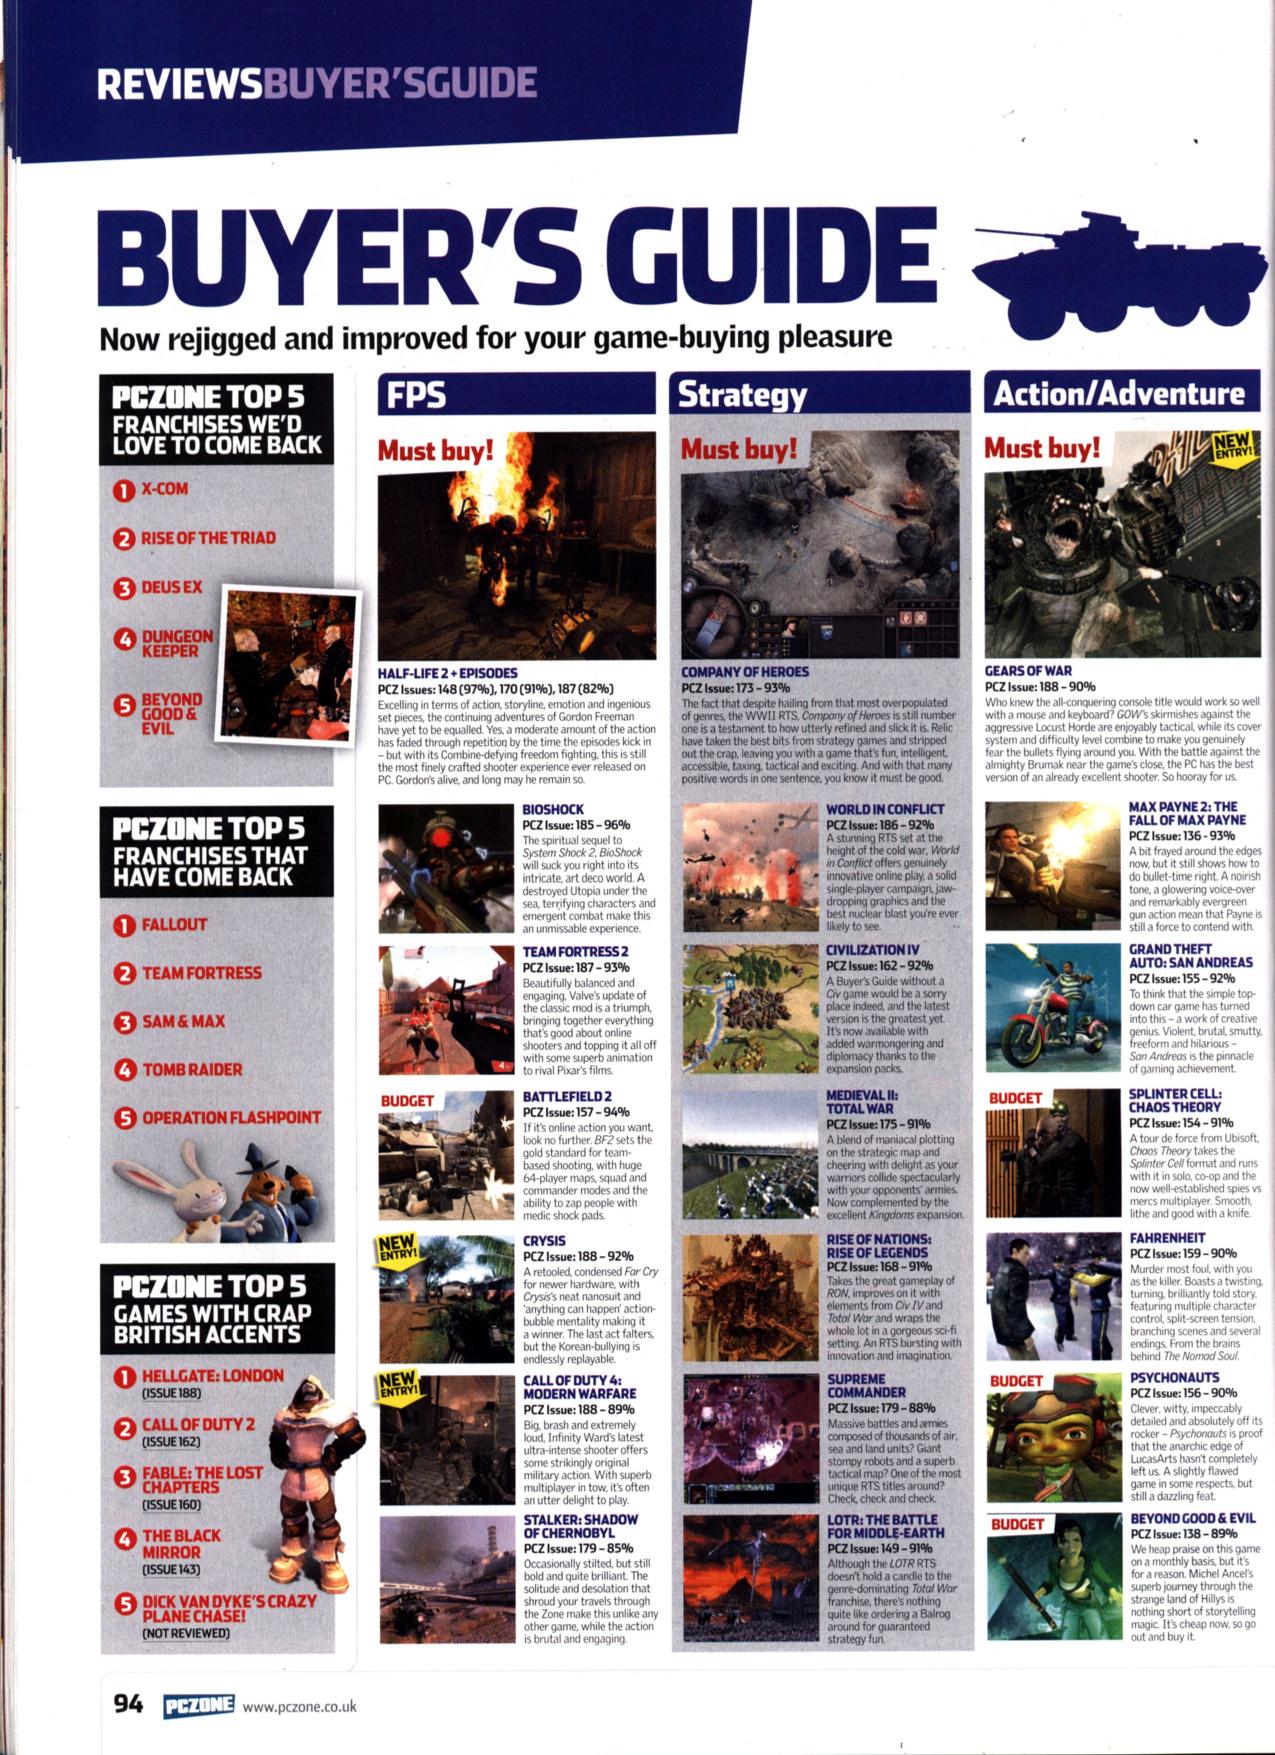 REVIEWSBUYER'SGUIDE
BUYER'S GUIDE
Now rejigged and improved for your game-buying pleasure
PCZONE TOP 5
FRANCHISES WE'D
LOVE TO COME BACK
1 X-COM
2 RISE OF THE TRIAD
3 DEUS EX
4 DUNGEON
KEEPER
5 BEYOND
GOOD &
EVIL
PCZONE TOP 5
FRANCHISES THAT
HAVE COME BACK
1 FALLOUT
2 TEAM FORTRESS
3 SAM & MAX
4 TOMB RAIDER
5 OPERATION FLASHPOINT
PCZONE TOP 5
GAMES WITH CRAP
BRITISH ACCENTS
1 HELLGATE: LONDON
(ISSUE 188)
2 CALL OF DUTY 2
(ISSUE 162)
3 FABLE: THE LOST
CHAPTERS
(ISSUE 160)
4 THE BLACK
MIRROR
(ISSUE 143)
5 DICK VAN DYKE'S CRAZY
PLANE CHASE!
(NOT REVIEWED)
FPS
Must buy!
HALF-LIFE 2 + EPISODES
PCZ Issues: 148 (97%), 170 (91%), 187 (82%)
Excelling in terms of action, storyline, emotion and ingenious
set pieces, the continuing adventures of Gordon Freeman
have yet to be equalled. Yes, a moderate amount of the action
has faded through repetition by the time the episodes kick in
– but with its Combine-defying freedom fighting, this is still
the most finely crafted shooter experience ever released on
PC. Gordon's alive, and long may he remain so.
BIOSHOCK
PCZ Issue: 185 – 96%
The spiritual sequel to
System Shock 2, BioShock
will suck you right into its
intricate, art deco world. A
destroyed Utopia under the
sea, terrifying characters and
emergent combat make this
an unmissable experience.
TEAM FORTRESS 2
PCZ Issue: 187 – 93%
Beautifully balanced and
engaging, Valve's update of
the classic mod is a triumph,
bringing together everything
that's good about online
shooters and topping it all off
with some superb animation
to rival Pixar's films.
BUDGET
BATTLEFIELD 2
PCZ Issue: 157 – 94%
If it's online action you want,
look no further. BF2 sets the
gold standard for team-
based shooting, with huge
64-player maps, squad and
commander modes and the
ability to zap people with
medic shock pads.
NEW
ENTRY!
CRYSIS
PCZ Issue: 188 – 92%
A retooled, condensed Far Cry
for newer hardware, with
Crysis's neat nanosuit and
'anything can happen' action-
bubble mentality making it
a winner. The last act falters,
but the Korean-bullying is
endlessly replayable.
NEW
ENTRY!
CALL OF DUTY 4:
MODERN WARFARE
PCZ Issue: 188 – 89%
Big, brash and extremely
loud, Infinity Ward's latest
ultra-intense shooter offers
some strikingly original
military action. With superb
multiplayer in tow, it's often
an utter delight to play.
STALKER: SHADOW
OF CHERNOBYL
PCZ Issue: 179 – 85%
Occasionally stilted, but still
bold and quite brilliant. The
solitude and desolation that
shroud your travels through
the Zone make this unlike any
other game, while the action
is brutal and engaging.
Strategy
Must buy!
COMPANY OF HEROES
PCZ Issue: 173 – 93%
The fact that despite hailing from that most overpopulated
of genres, the WWII RTS, Company of Heroes is still number
one is a testament to how utterly refined and slick it is. Relic
have taken the best bits from strategy games and stripped
out the crap, leaving you with a game that's fun, intelligent,
accessible, taxing, tactical and exciting. And with that many
positive words in one sentence, you know it must be good.
WORLD IN CONFLICT
PCZ Issue: 186 – 92%
A stunning RTS set at the
height of the cold war, World
in Conflict offers genuinely
innovative online play, a solid
single-player campaign, jaw-
dropping graphics and the
best nuclear blast you're ever
likely to see.
CIVILIZATION IV
PCZ Issue: 162 – 92%
A Buyer's Guide without a
Civ game would be a sorry
place indeed, and the latest
version is the greatest yet.
It's now available with
added warmongering and
diplomacy thanks to the
expansion packs.
MEDIEVAL II:
TOTAL WAR
PCZ Issue: 175 – 91%
A blend of maniacal plotting
on the strategic map and
cheering with delight as your
warriors collide spectacularly
with your opponents' armies.
Now complemented by the
excellent Kingdoms expansion.
RISE OF NATIONS:
RISE OF LEGENDS
PCZ Issue: 168 – 91%
Takes the great gameplay of
RON, improves on it with
elements from Civ IV and
Total War and wraps the
whole lot in a gorgeous sci-fi
setting. An RTS bursting with
innovation and imagination.
SUPREME
COMMANDER
PCZ Issue: 179 – 88%
Massive battles and armies
composed of thousands of air,
sea and land units? Giant
stompy robots and a superb
tactical map? One of the most
unique RTS titles around?
Check, check and check.
LOTR: THE BATTLE
FOR MIDDLE-EARTH
PCZ Issue: 149 – 91%
Although the LOTR RTS
doesn't hold a candle to the
genre-dominating Total War
franchise, there's nothing
quite like ordering a Balrog
around for guaranteed
strategy fun.
Action/Adventure
Must buy!
NEW
ENTRY!
GEARS OF WAR
PCZ Issue: 188 – 90%
Who knew the all-conquering console title would work so well
with a mouse and keyboard? GOW's skirmishes against the
aggressive Locust Horde are enjoyably tactical, while its cover
system and difficulty level combine to make you genuinely
fear the bullets flying around you. With the battle against the
almighty Brumak near the game's close, the PC has the best
version of an already excellent shooter. So hooray for us.
MAX PAYNE 2: THE
FALL OF MAX PAYNE
PCZ Issue: 136 – 93%
A bit frayed around the edges
now, but it still shows how to
do bullet-time right. A noirish
tone, a glowering voice-over
and remarkably evergreen
gun action mean that Payne is
still a force to contend with.
GRAND THEFT
AUTO: SAN ANDREAS
PCZ Issue: 155 – 92%
To think that the simple top-
down car game has turned
into this – a work of creative
genius. Violent, brutal, smutty,
freeform and hilarious –
San Andreas is the pinnacle
of gaming achievement.
BUDGET
SPLINTER CELL:
CHAOS THEORY
PCZ Issue: 154 – 91%
A tour de force from Ubisoft,
Chaos Theory takes the
Splinter Cell format and runs
with it in solo, co-op and the
now well-established spies vs
mercs multiplayer. Smooth,
lithe and good with a knife.
FAHRENHEIT
PCZ Issue: 159 – 90%
Murder most foul, with you
as the killer. Boasts a twisting,
turning, brilliantly told story,
featuring multiple character
control, split-screen tension,
branching scenes and several
endings. From the brains
behind The Nomad Soul.
BUDGET
PSYCHONAUTS
PCZ Issue: 156 – 90%
Clever, witty, impeccably
detailed and absolutely off its
rocker – Psychonauts is proof
that the anarchic edge of
LucasArts hasn't completely
left us. A slightly flawed
game in some respects, but
still a dazzling feat.
BUDGET
BEYOND GOOD & EVIL
PCZ Issue: 138 – 89%
We heap praise on this game
on a monthly basis, but it's
for a reason. Michel Ancel's
superb journey through the
strange land of Hillys is
nothing short of storytelling
magic. It's cheap now, so go
out and buy it.
94 PCZONE www.pczone.co.uk